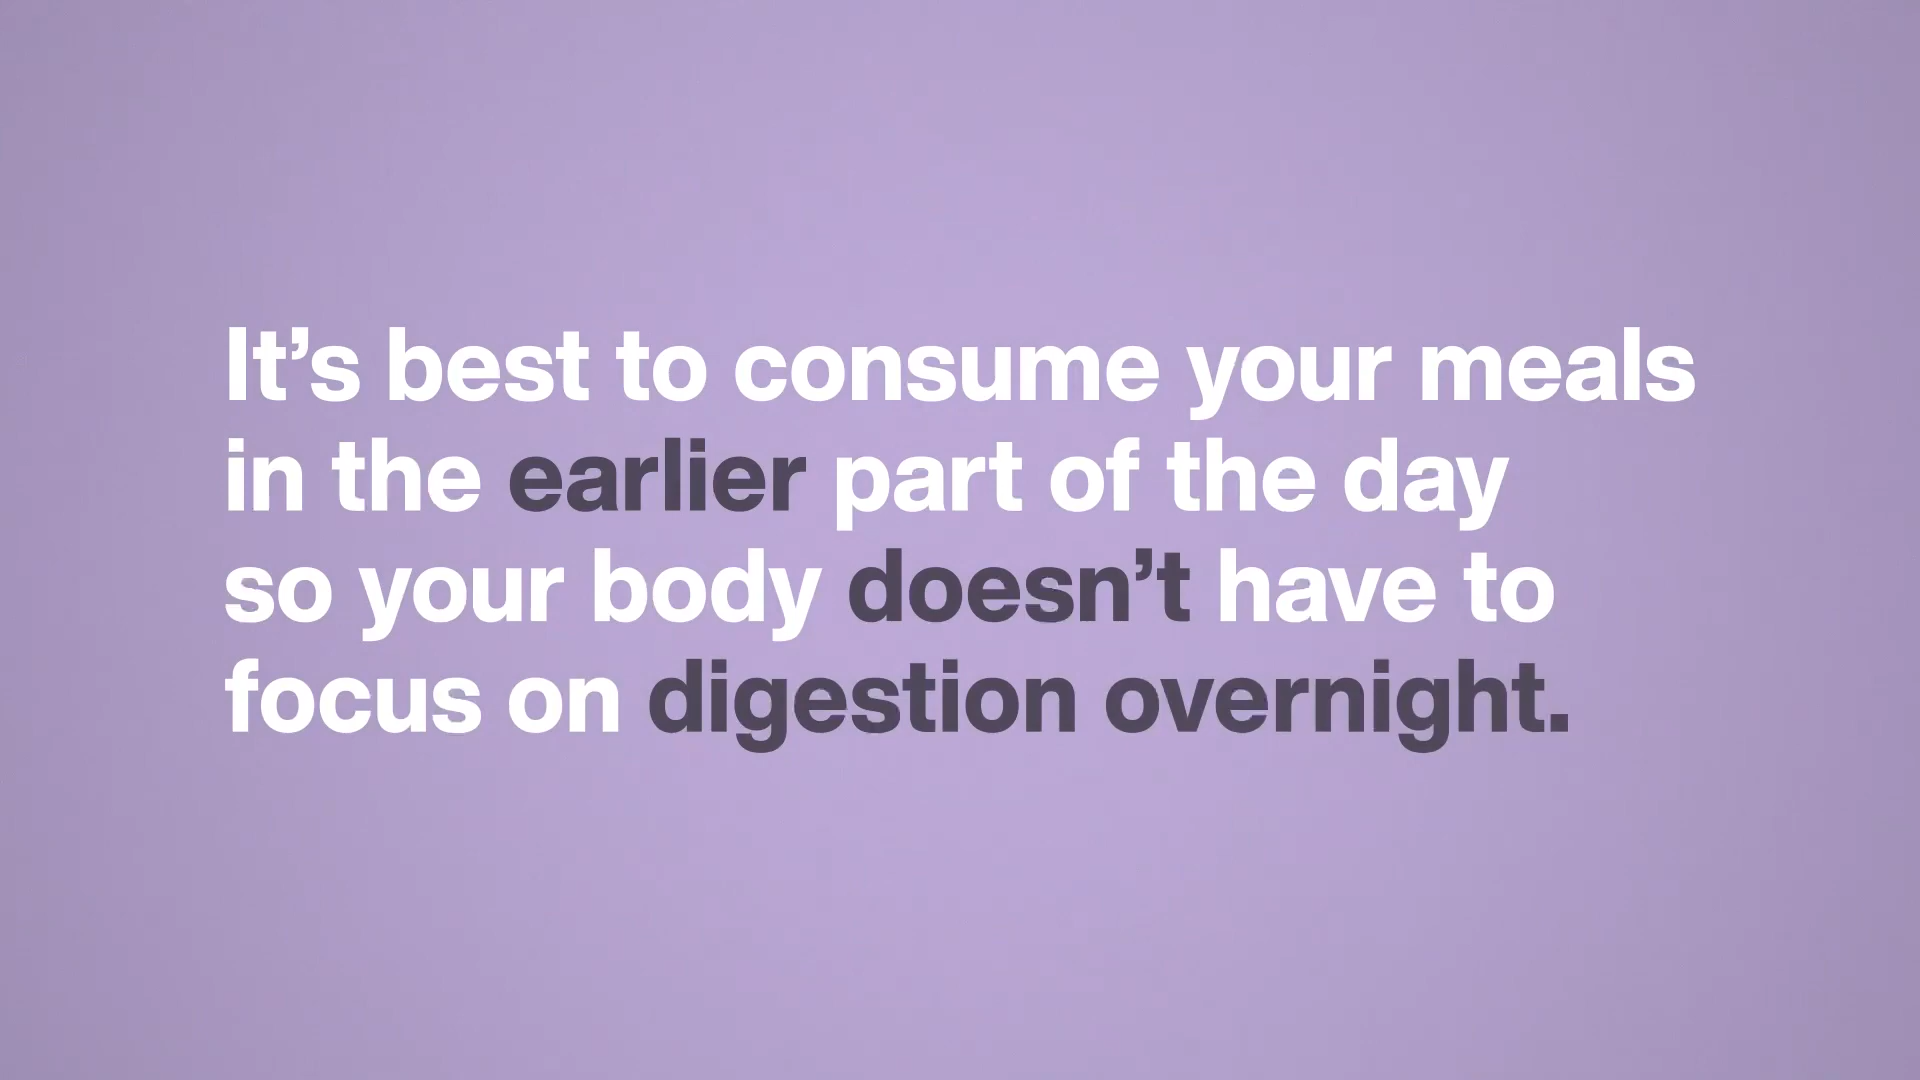 It’s best to consume your meals
in the earlier part of the day
so your body doesn’t have to
focus on digestion overnight.